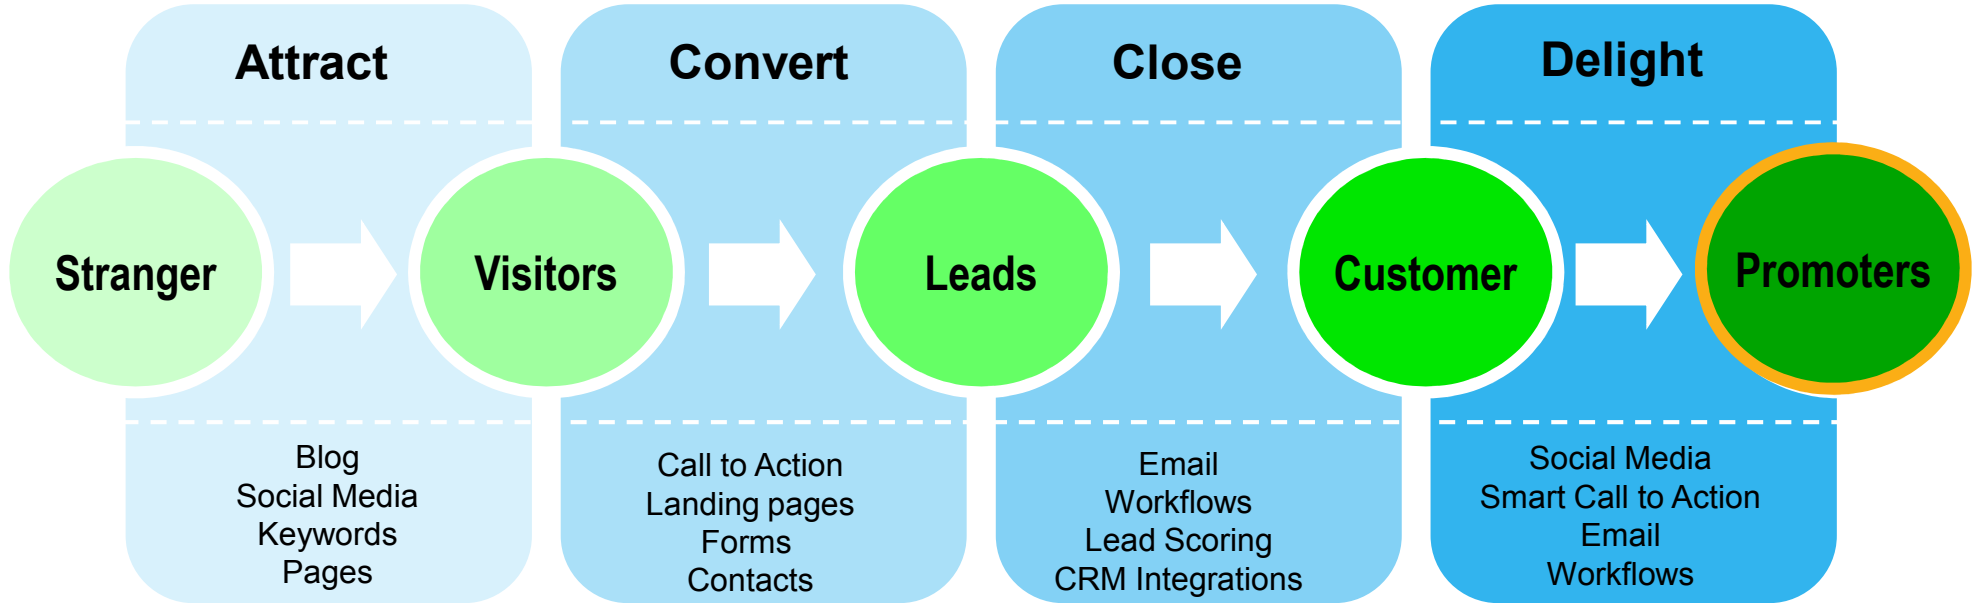 Attract
Convert
Close
Delight
Stranger
Visitors
Leads
Customer
Promoters
Blog
Social Media
Keywords
Pages
Call to Action
Landing pages
Forms
Contacts
Email
Workflows
Lead Scoring
CRM Integrations
Social Media
Smart Call to Action
Email
Workflows